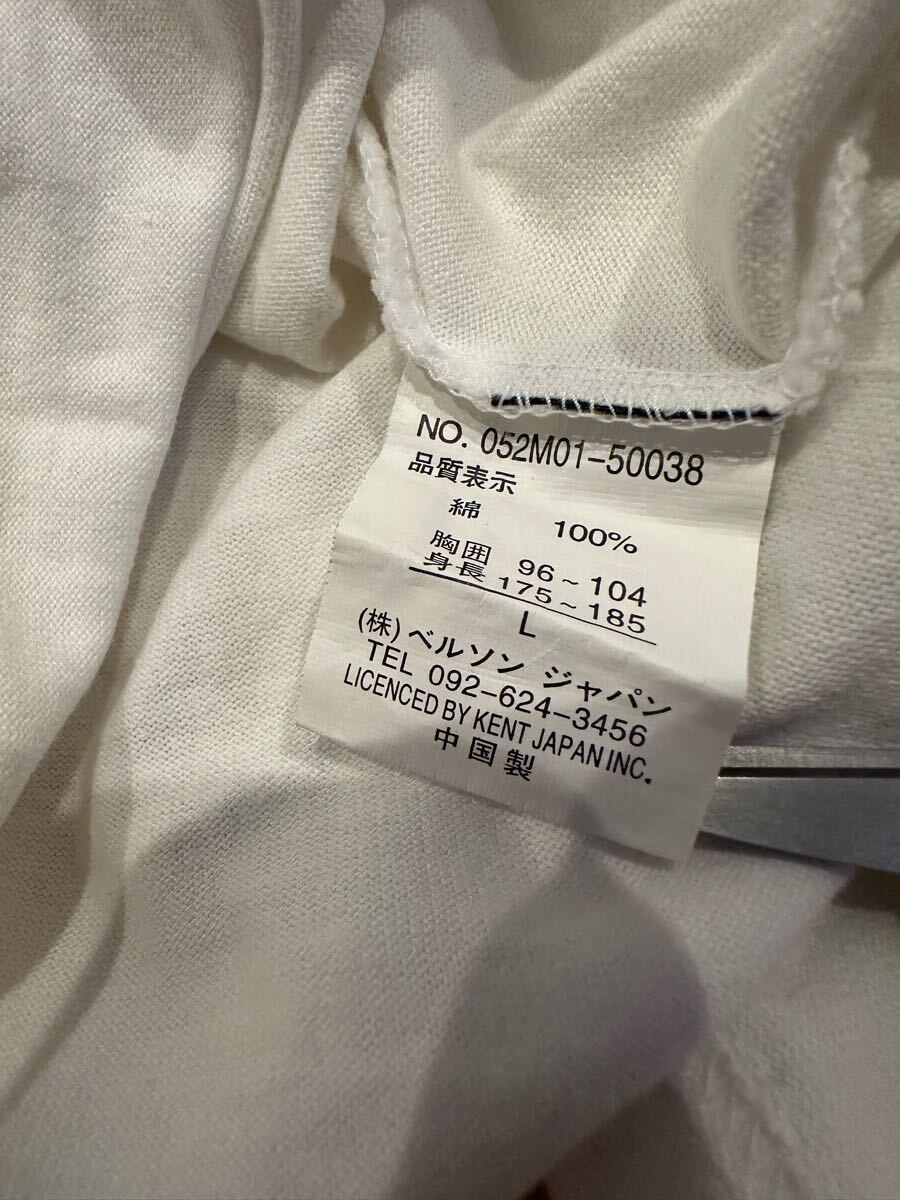 NO. 052M01-50038
品質表示
綿 100%
胸囲 96~104
身長 175~185
L
(株)ベルソン ジャパン
TEL 092-624-3456
LICENCED BY KENT JAPAN INC.
中国製